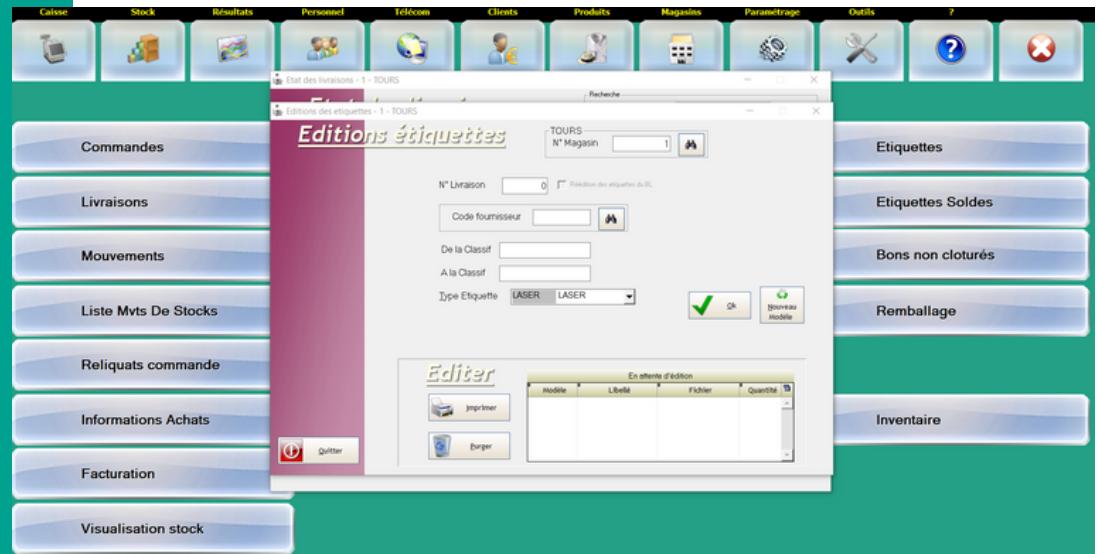 Caisse Stock Résultats Personnel Télécom Clients Produits Magasins Paramétrage Outils ?
Etat des livraisons - 1 - TOURS
Recherche
Editions des etiquettes - 1 - TOURS
Editions étiquettes
TOURS
N° Magasin 1
N° Livraison 0 Réédition des etiquettes du BL
Code fournisseur
De la Classif
A la Classif
Type Etiquette LASER LASER
Ok
Nouveau
Modèle
Editer
En attente d'édition
Modèle Libellé Fichier Quantité
Imprimer
Purger
Quitter
Commandes
Livraisons
Mouvements
Liste Mvts De Stocks
Reliquats commande
Informations Achats
Facturation
Visualisation stock
Etiquettes
Etiquettes Soldes
Bons non cloturés
Remballage
Inventaire